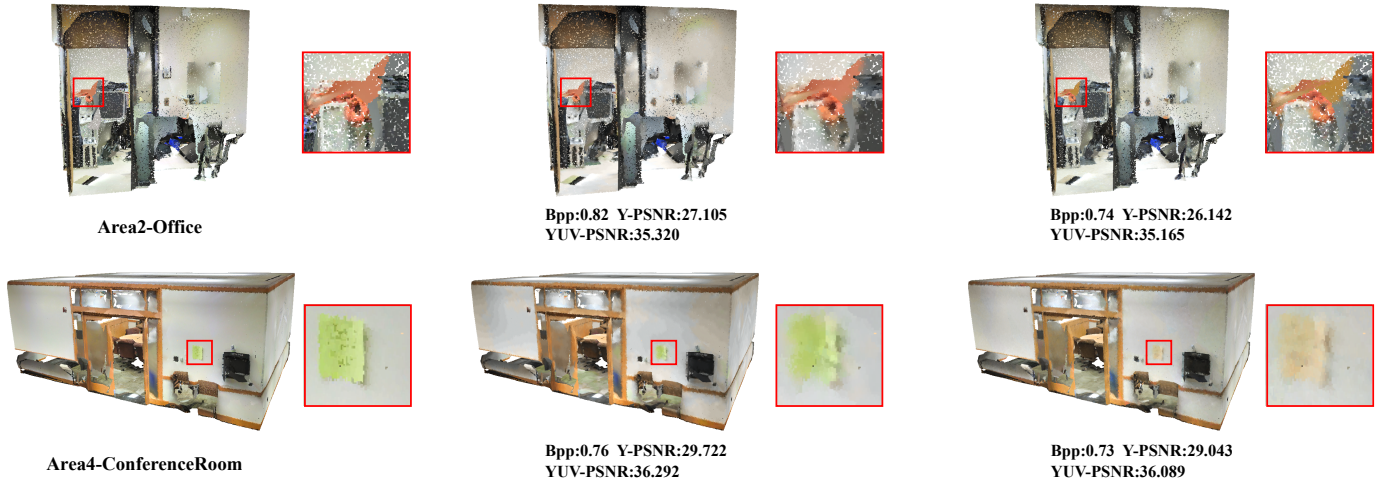 Area2-Office
Bpp:0.82 Y-PSNR:27.105
YUV-PSNR:35.320
Bpp:0.74 Y-PSNR:26.142
YUV-PSNR:35.165
Area4-ConferenceRoom
Bpp:0.76 Y-PSNR:29.722
YUV-PSNR:36.292
Bpp:0.73 Y-PSNR:29.043
YUV-PSNR:36.089